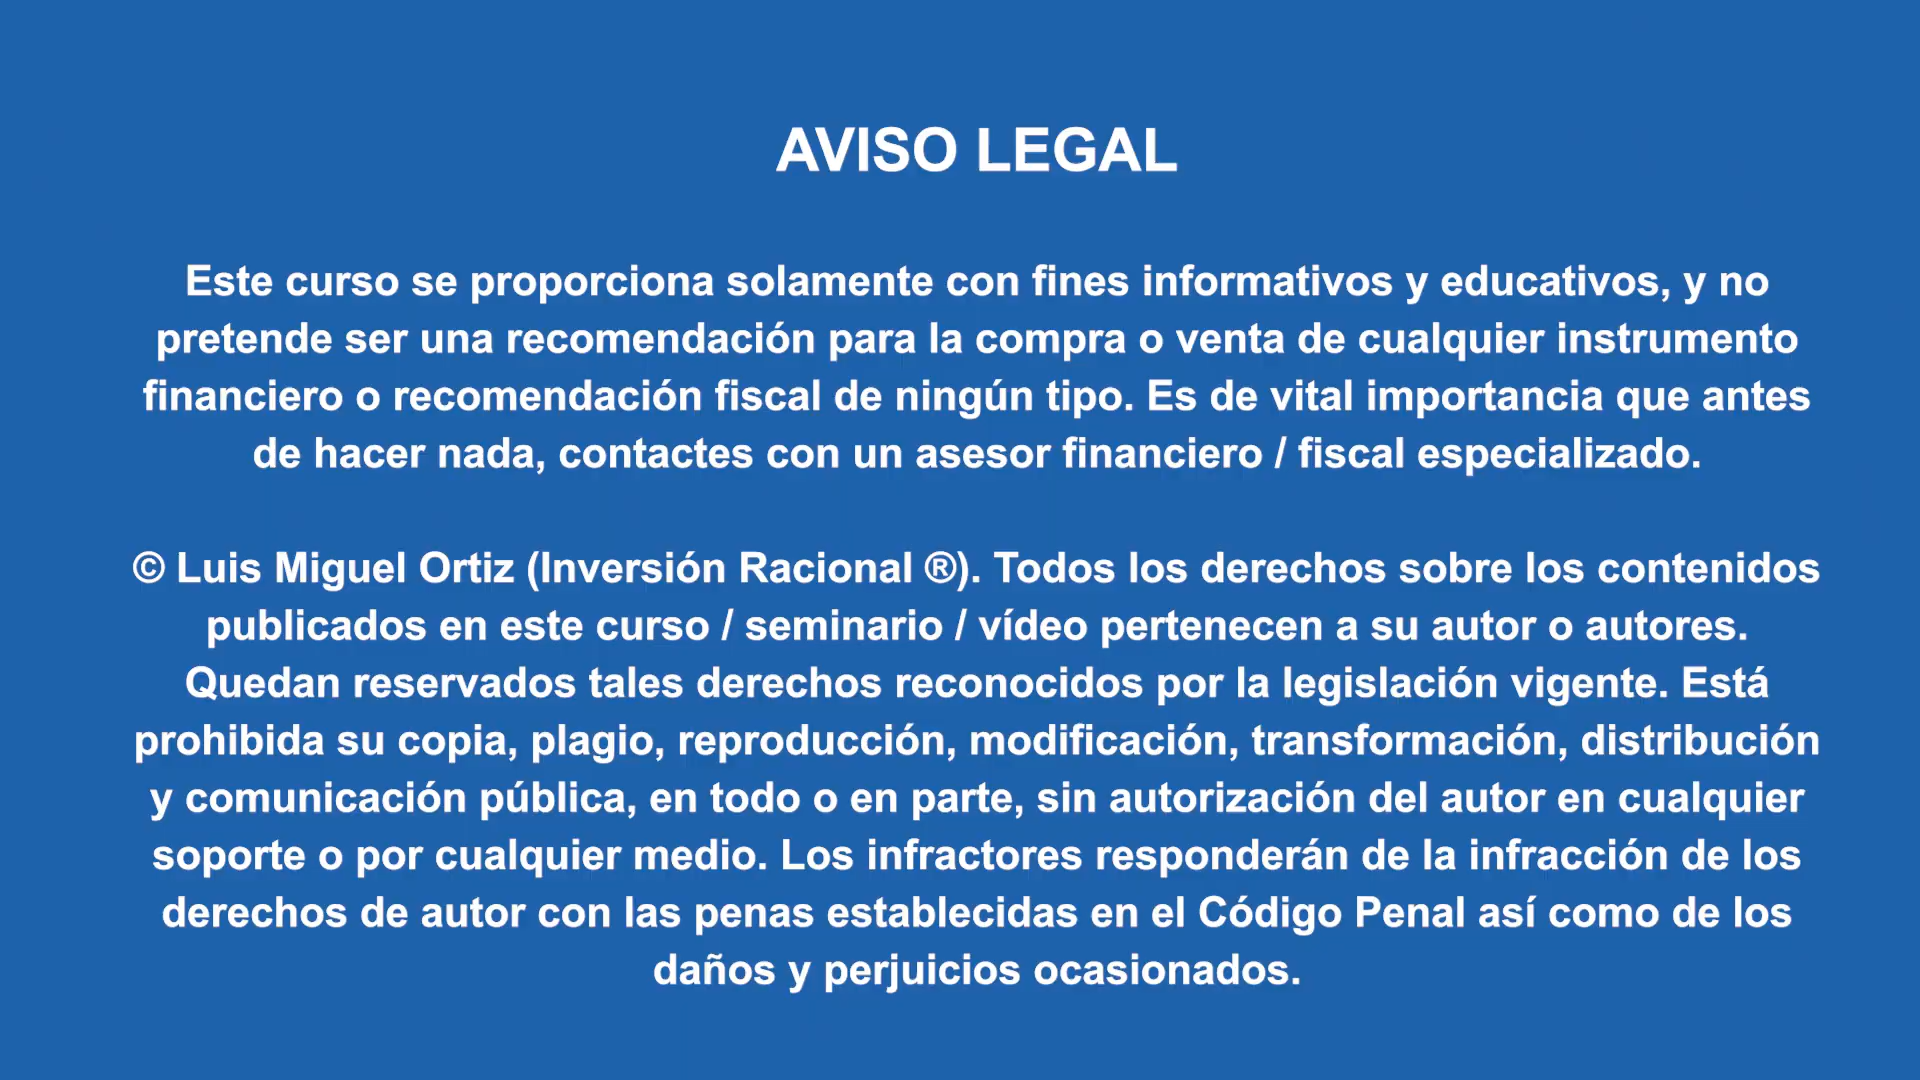 AVISO LEGAL
Este curso se proporciona solamente con fines informativos y educativos, y no
pretende ser una recomendación para la compra o venta de cualquier instrumento
financiero o recomendación fiscal de ningún tipo. Es de vital importancia que antes
de hacer nada, contactes con un asesor financiero / fiscal especializado.
© Luis Miguel Ortiz (Inversión Racional ®). Todos los derechos sobre los contenidos
publicados en este curso / seminario / vídeo pertenecen a su autor o autores.
Quedan reservados tales derechos reconocidos por la legislación vigente. Está
prohibida su copia, plagio, reproducción, modificación, transformación, distribución
y comunicación pública, en todo o en parte, sin autorización del autor en cualquier
soporte o por cualquier medio. Los infractores responderán de la infracción de los
derechos de autor con las penas establecidas en el Código Penal así como de los
daños y perjuicios ocasionados.